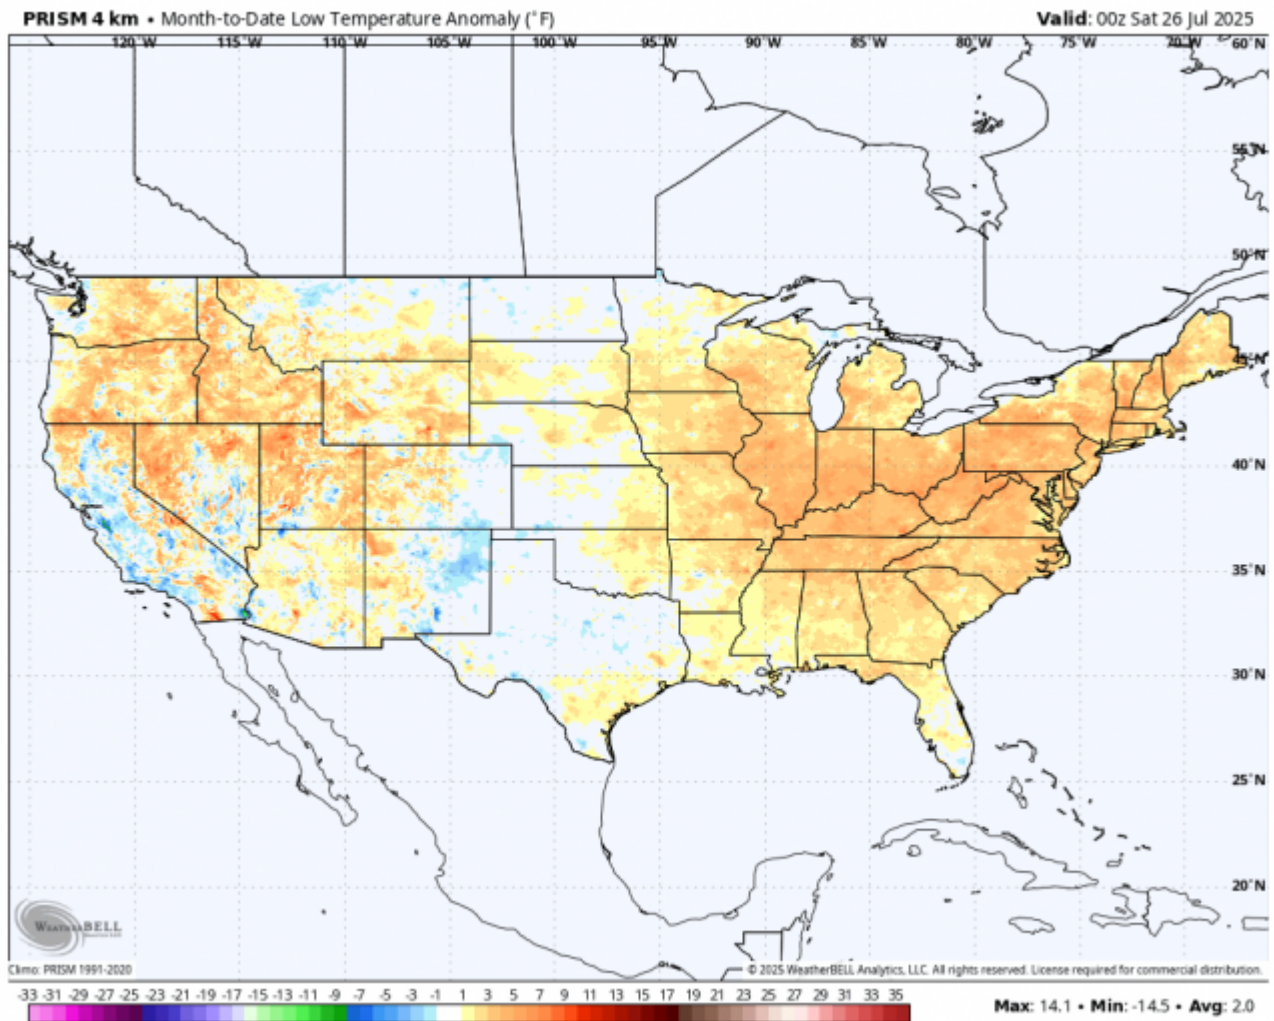 PRISM 4 km • Month-to-Date Low Temperature Anomaly (°F)
Valid: 00z Sat 26 Jul 2025
120°W 115°W 110°W 105°W 100°W 95°W 90°W 85°W 80°W 75°W 70°W 60°N
55°N
50°N
45°N
40°N
35°N
30°N
25°N
20°N
WEATHERBELL
Climo: PRISM 1991-2020
© 2025 WeatherBELL Analytics, LLC. All rights reserved. License required for commercial distribution.
-33 -31 -29 -27 -25 -23 -21 -19 -17 -15 -13 -11 -9 -7 -5 -3 -1 1 3 5 7 9 11 13 15 17 19 21 23 25 27 29 31 33 35
Max: 14.1 • Min: -14.5 • Avg: 2.0